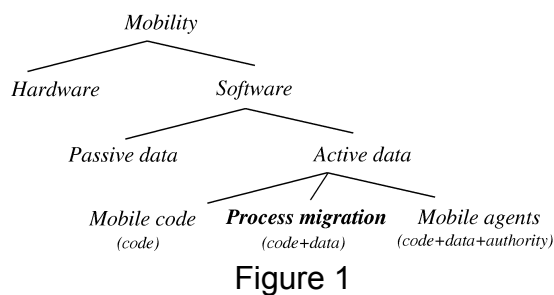 Mobility
Hardware Software
Passive data Active data
Mobile code Process migration Mobile agents
(code) (code+data) (code+data+authority)
Figure 1